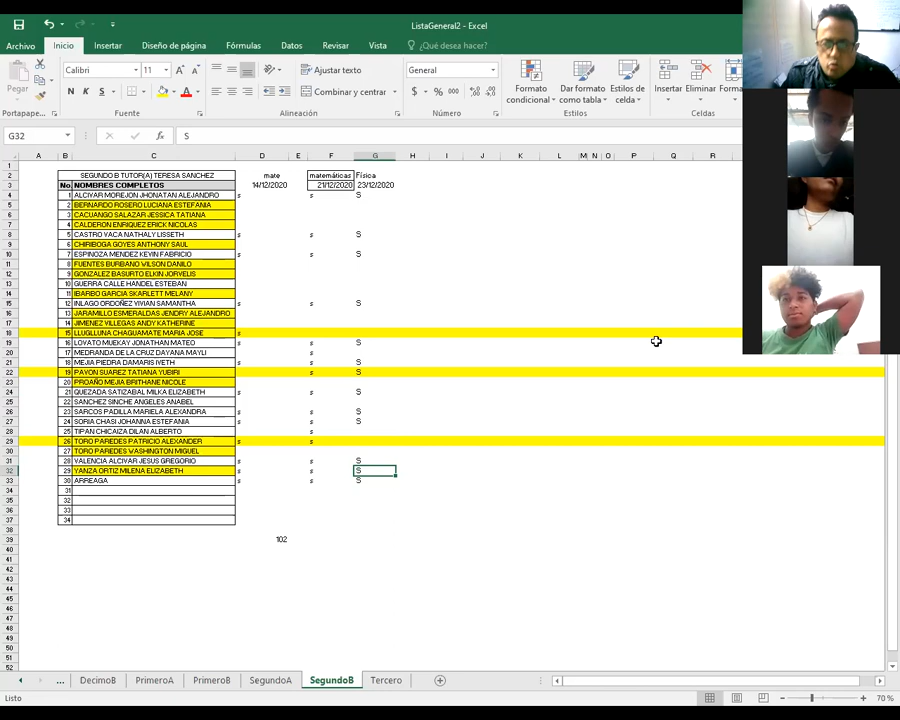 ListaGeneral2 - Excel
Archivo Inicio Insertar Diseño de página Fórmulas Datos Revisar Vista ¿Qué desea hacer?
Calibri 11 Ajustar texto General
Pegar N K S Combinar y centrar $ % 000 Formato condicional Dar formato como tabla Estilos de celda Insertar Eliminar
Portapape... Fuente Alineación Número Estilos Celdas
G32 fx S
A B C D E F G H I J K L M N O P Q R
SEGUNDO B TUTOR(A) TERESA SANCHEZ mate matemáticas Física
No NOMBRES COMPLETOS 14/12/2020 21/12/2020 23/12/2020
1 ALCIVAR MOREJON JHONATAN ALEJANDRO s s S
2 BERNARDO ROSERO LUCIANA ESTEFANIA
3 CACUANGO SALAZAR JESSICA TATIANA
4 CALDERON ENRIQUEZ ERICK NICOLAS
5 CASTRO VACA NATHALY LISSETH s s S
6 CHIRIBOGA GOYES ANTHONY SAUL
7 ESPINOZA MENDEZ KEVIN FABRICIO s s S
8 FUENTES BURBANO WILSON DANILO
9 GONZALEZ BASURTO ELKIN JORVELIS
10 GUERRA CALLE HANDEL ESTEBAN
11 IBARBO GARCIA SKARLETT MELANY
12 INLAGO ORDOÑEZ VIVIAN SAMANTHA s s S
13 JARAMILLO ESMERALDAS JENDRY ALEJANDRO
14 JIMENEZ VILLEGAS ANDY KATHERINE
15 LLUGLLUNA CHAGUAMATE MARIA JOSE s
16 LOYATO MUEKAY JONATHAN MATEO s s S
17 MEDRANDA DE LA CRUZ DAYANA MAYLI s
18 MEJIA PIEDRA DAMARIS IVETH s s S
19 PAYON SUAREZ TATIANA YUBIRI s S
20 PROAÑO MEJIA BRITHANE NICOLE
21 QUEZADA SATIZABAL MILKA ELIZABETH s s S
22 SANCHEZ SINCHE ANGELES ANABEL s
23 SARCOS PADILLA MARIELA ALEXANDRA s s S
24 SORIA CHASI JOHANNA ESTEFANIA s s S
25 TIPAN CHICAIZA DILAN ALBERTO s
26 TORO PAREDES PATRICIO ALEXANDER s s
27 TORO PAREDES WASHINGTON MIGUEL
28 VALENCIA ALCIVAR JESUS GREGORIO s s S
29 YANZA ORTIZ MILENA ELIZABETH s s S
30 ARREAGA s s S
31
32
33
34
102
... DecimoB PrimeroA PrimeroB SegundoA SegundoB Tercero
Listo 70 %